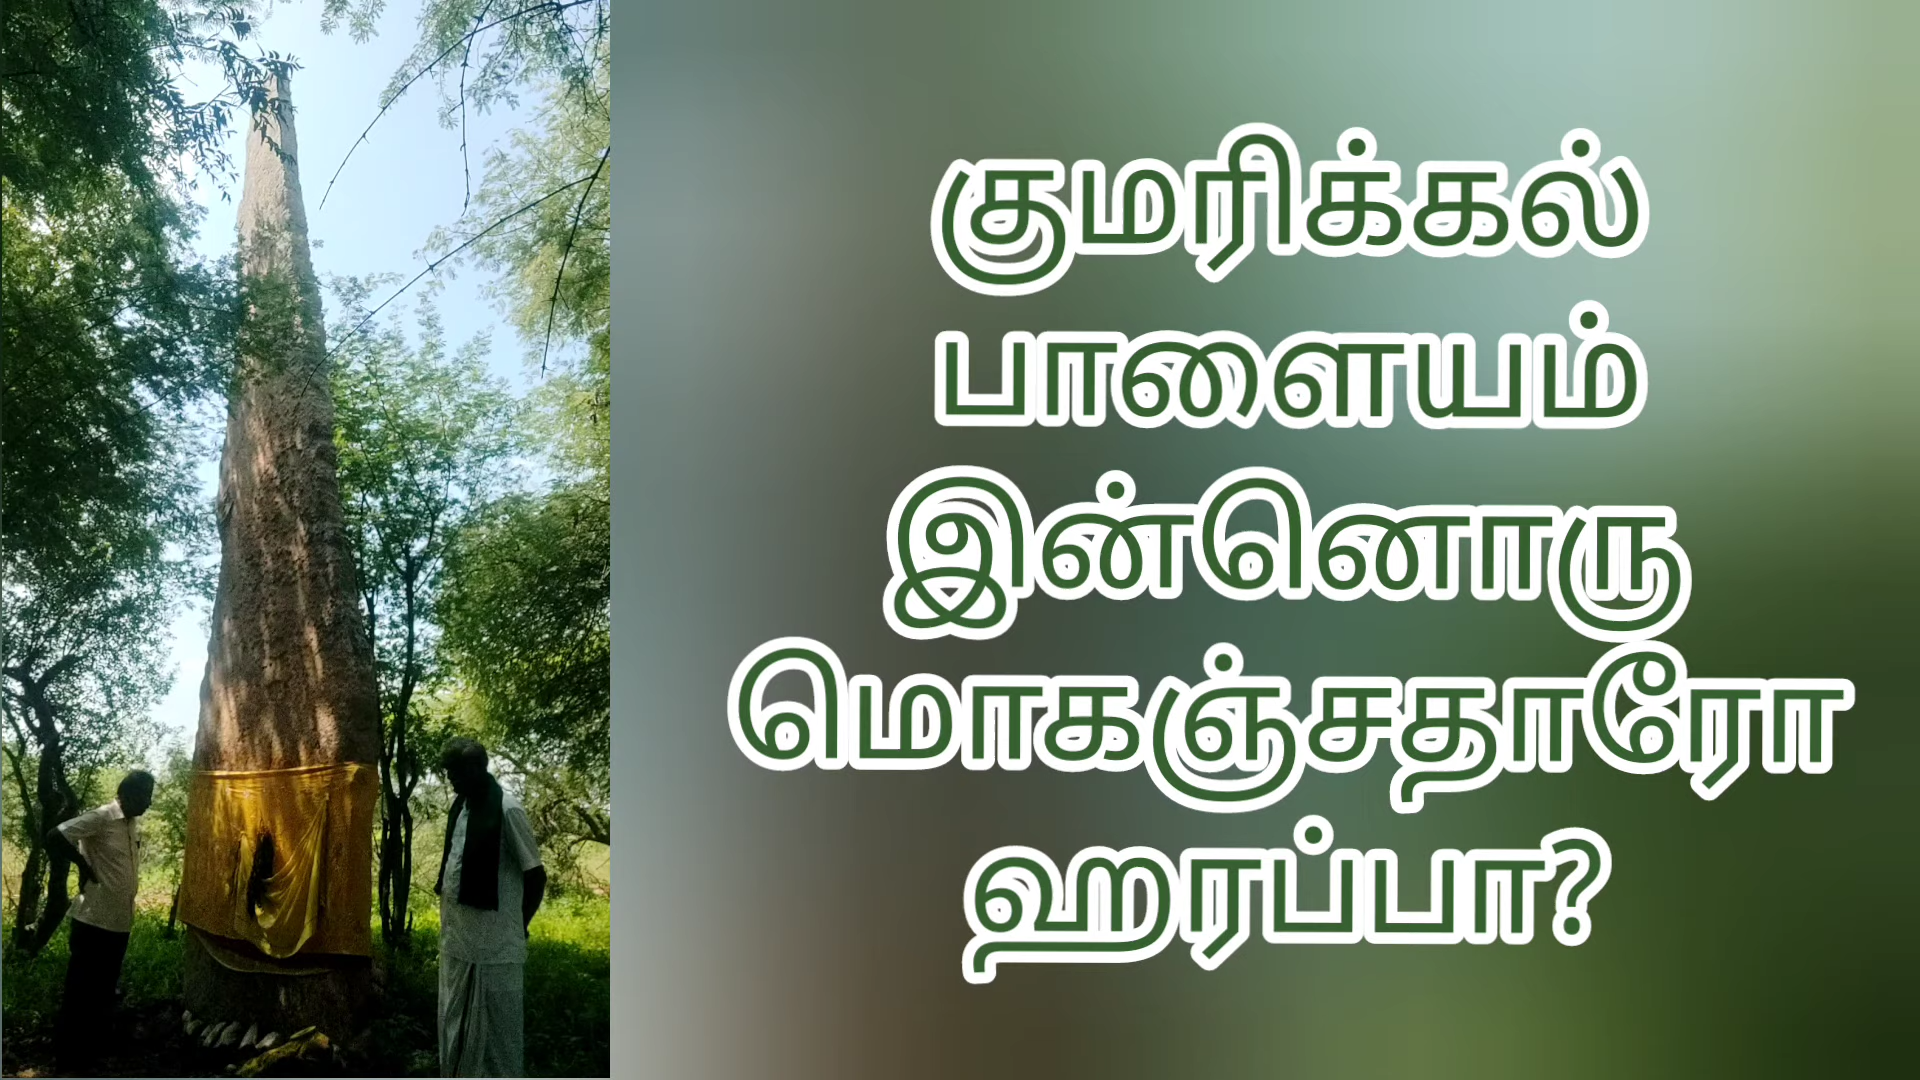 குமரிக்கல்
பாளையம்
இன்னொரு
மொகஞ்சதாரோ
ஹரப்பா?